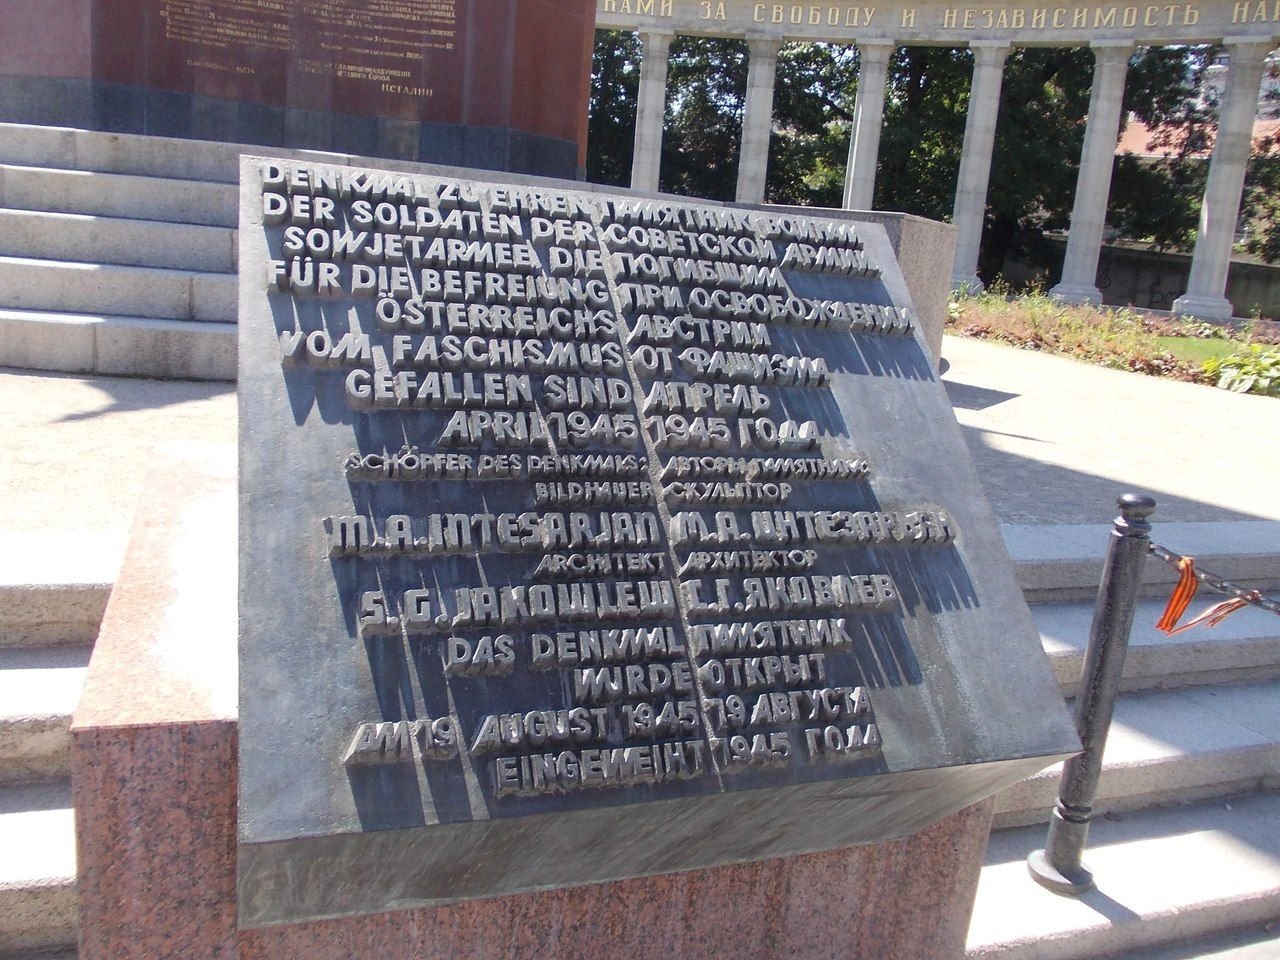 КАМИ ЗА СВОБОДУ И НЕЗАВИСИМОСТЬ НА
И.СТАЛИН
DENKMAL ZU EHREN
DER SOLDATEN DER
SOWJETARMEE DIE
FÜR DIE BEFREIUNG
ÖSTERREICHS
VOM FASCHISMUS
GEFALLEN SIND
APRIL 1945
SCHÖPFER DES DENKMALS:
BILDHAUER
M.A.INTESARJAN
ARCHITEKT
S.G.JAKOWLEW
DAS DENKMAL
WURDE
AM 19 AUGUST 1945
EINGEWEIHT
ПАМЯТНИК ВОИНАМ
СОВЕТСКОЙ АРМИИ
ПОГИБШИМ
ПРИ ОСВОБОЖДЕНИИ
АВСТРИИ
ОТ ФАШИЗМА
АПРЕЛЬ
1945 ГОДА
АВТОРЫ ПАМЯТНИКА
СКУЛЬПТОР
М.А.ИНТЕЗАРЬЯН
АРХИТЕКТОР
С.Г.ЯКОВЛЕВ
ПАМЯТНИК
ОТКРЫТ
19 АВГУСТА
1945 ГОДА